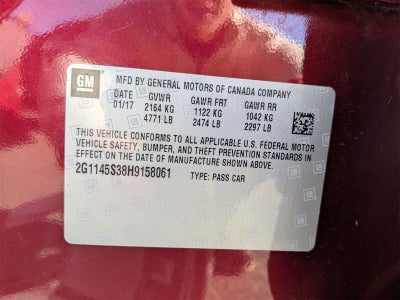 GM
MFD BY GENERAL MOTORS OF CANADA COMPANY
DATE GVWR GAWR FRT GAWR RR
01/17 2164 KG 1122 KG 1042 KG
4771 LB 2474 LB 2297 LB
THIS VEHICLE CONFORMS TO ALL APPLICABLE U.S. FEDERAL MOTOR
VEHICLE SAFETY, BUMPER, AND THEFT PREVENTION STANDARDS IN
EFFECT ON THE DATE OF MANUFACTURE SHOWN ABOVE.
2G1145S38H9158061 TYPE: PASS CAR